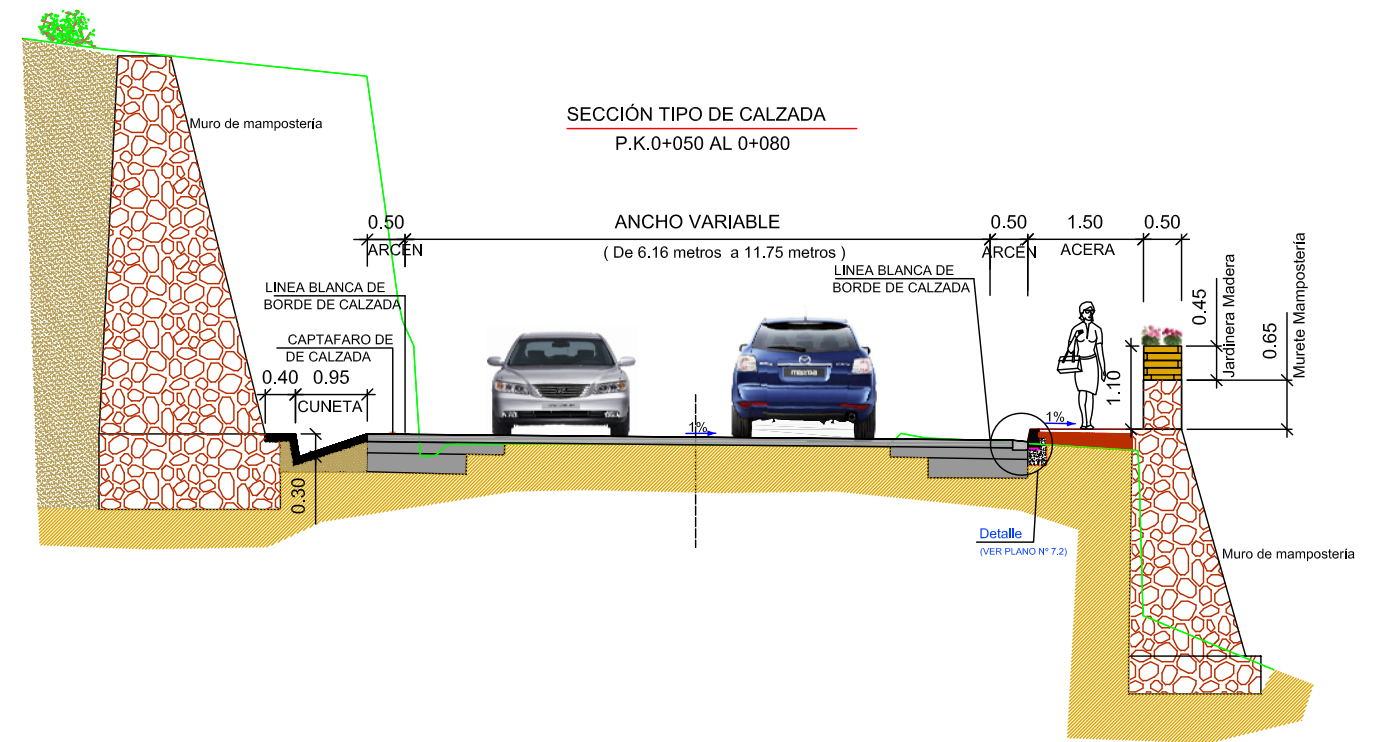 SECCIÓN TIPO DE CALZADA
P.K.0+050 AL 0+080
Muro de mampostería
0.50
ANCHO VARIABLE
0.50
1.50
0.50
ARCÉN
( De 6.16 metros a 11.75 metros )
ARCÉN
ACERA
LINEA BLANCA DE
BORDE DE CALZADA
LINEA BLANCA DE
BORDE DE CALZADA
CAPTAFARO DE
DE CALZADA
0.40
0.95
CUNETA
0.30
1%
mazda
1%
1.10
0.45
Jardinera Madera
0.65
Murete Mampostería
Detalle
(VER PLANO Nº 7.2)
Muro de mampostería